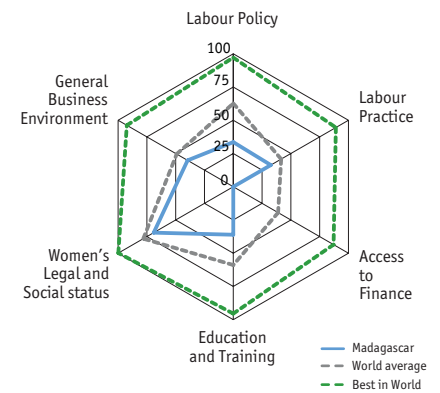 Labour Policy
100
75
50
25
0
General
Business
Environment
Labour
Practice
Women's
Legal and
Social status
Access
to
Finance
Education
and Training
Madagascar
World average
Best in World